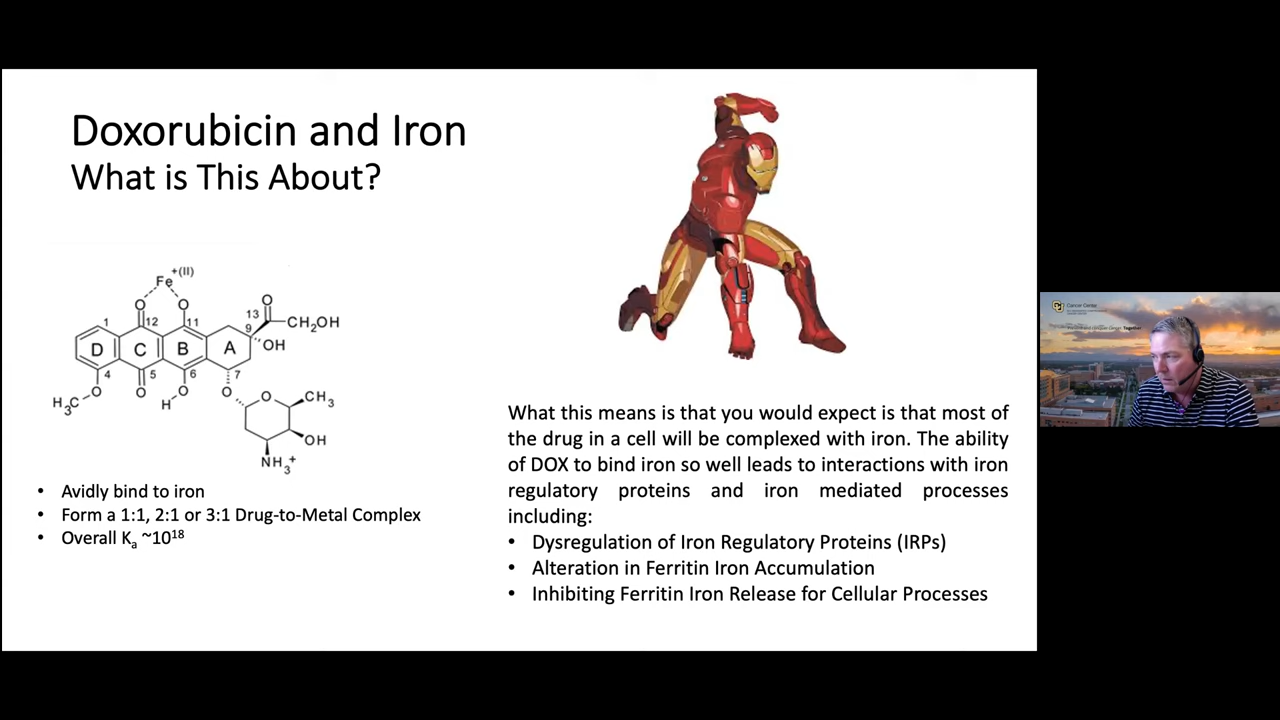 Doxorubicin and Iron
What is This About?
Fe+(II)
O
O
12
11
1
13
O
CH2OH
9
OH
D
C
B
A
4
5
6
7
O
O
O
O
H3C
H
O
CH3
OH
NH3+
• Avidly bind to iron
• Form a 1:1, 2:1 or 3:1 Drug-to-Metal Complex
• Overall Ka ~10¹⁸
What this means is that you would expect is that most of
the drug in a cell will be complexed with iron. The ability
of DOX to bind iron so well leads to interactions with iron
regulatory proteins and iron mediated processes
including:
• Dysregulation of Iron Regulatory Proteins (IRPs)
• Alteration in Ferritin Iron Accumulation
• Inhibiting Ferritin Iron Release for Cellular Processes
Cancer Center